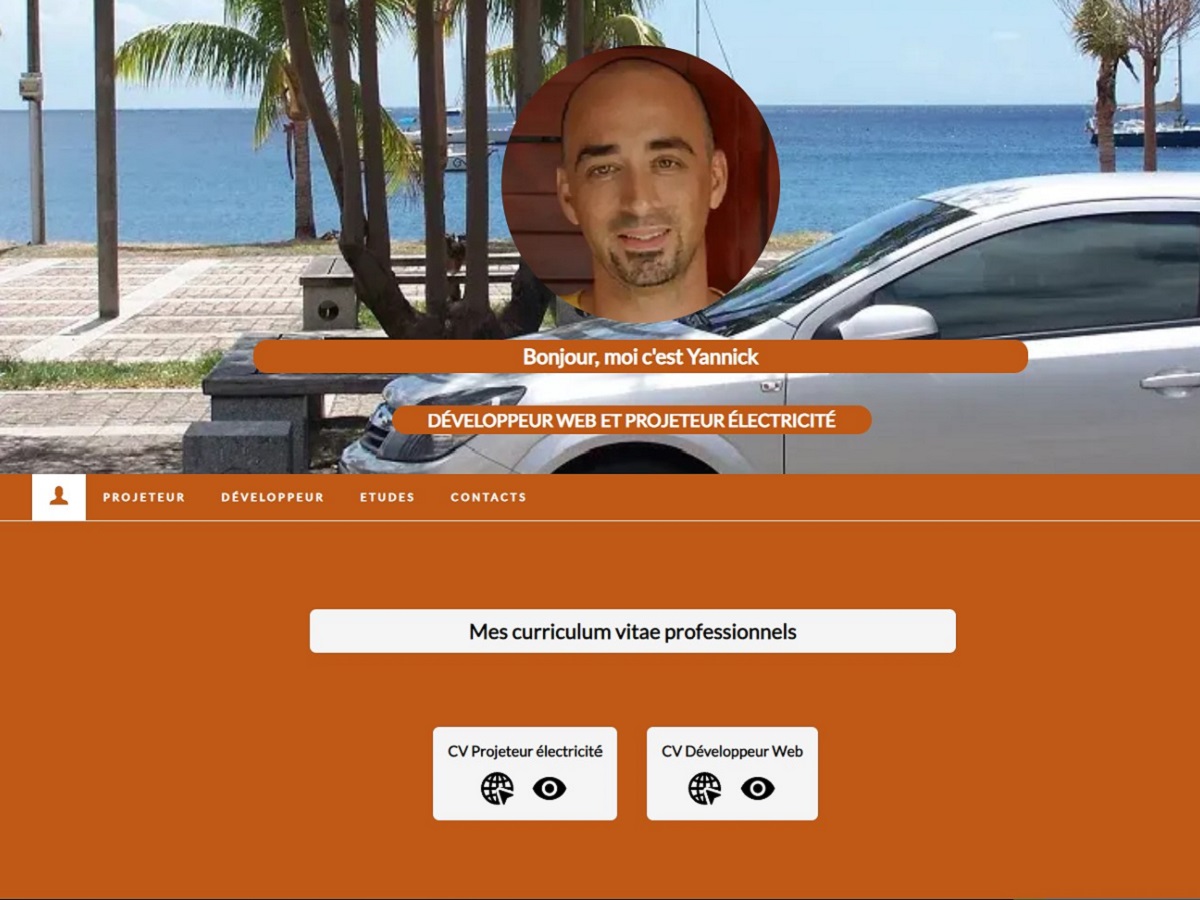 Bonjour, moi c'est Yannick
DÉVELOPPEUR WEB ET PROJETEUR ÉLECTRICITÉ
PROJETEUR DÉVELOPPEUR ETUDES CONTACTS
Mes curriculum vitae professionnels
CV Projeteur électricité
CV Développeur Web